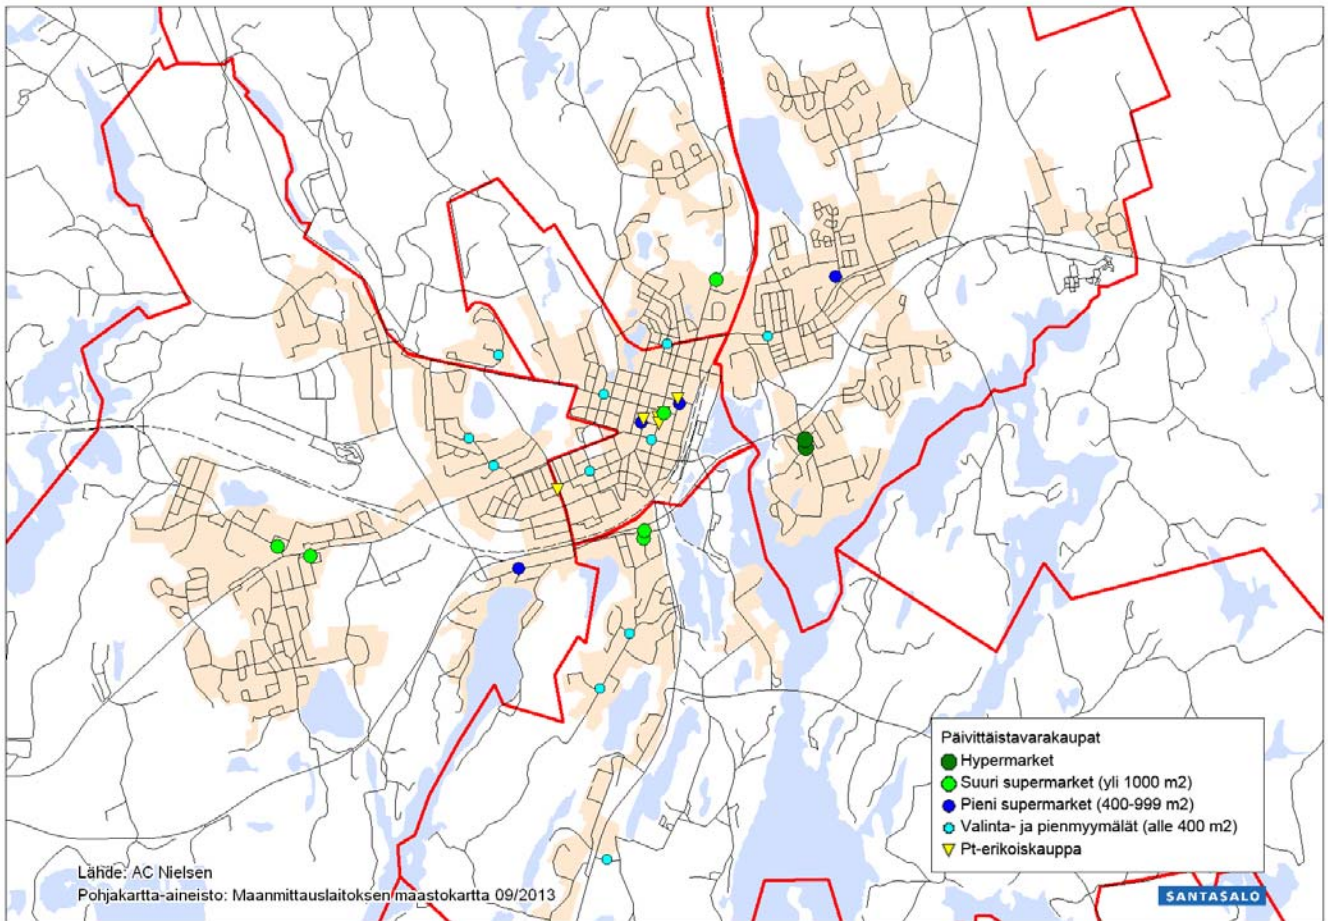 Päivittäistavarakaupat
Hypermarket
Suuri supermarket (yli 1000 m2)
Pieni supermarket (400-999 m2)
Valinta- ja pienmyymälät (alle 400 m2)
Pt-erikoiskauppa
Lähde: AC Nielsen
Pohjakartta-aineisto: Maanmittauslaitoksen maastokartta 09/2013
SANTASALO